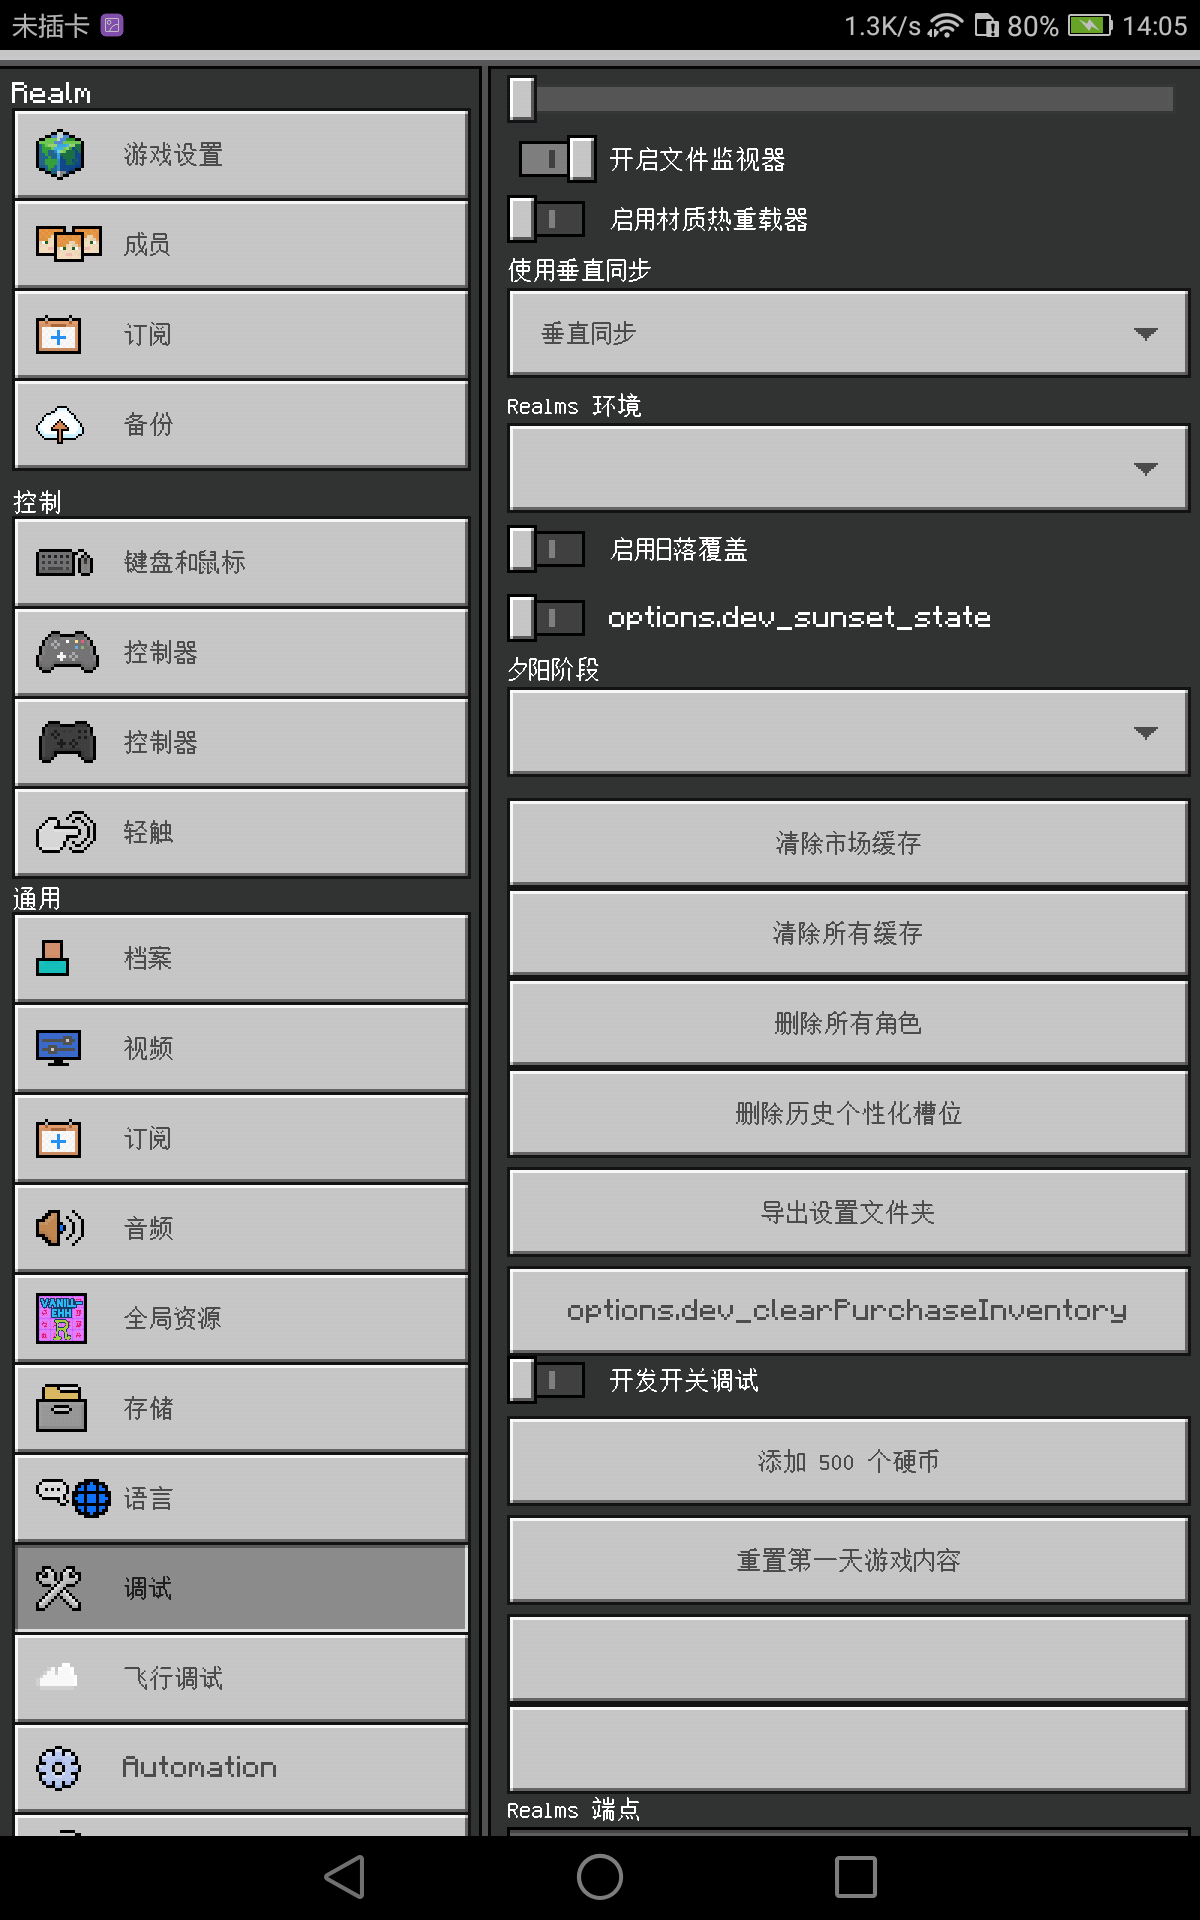 未插卡 1.3K/s 80% 14:05
Realm
游戏设置
成员
订阅
备份
控制
键盘和鼠标
控制器
控制器
轻触
通用
档案
视频
订阅
音频
全局资源
存储
语言
调试
飞行调试
Automation
开启文件监视器
启用材质热重载器
使用垂直同步
垂直同步
Realms 环境
启用日落覆盖
options.dev_sunset_state
夕阳阶段
清除市场缓存
清除所有缓存
删除所有角色
删除历史个性化槽位
导出设置文件夹
options.dev_clearPurchaseInventory
开发开关调试
添加 500 个硬币
重置第一天游戏内容
Realms 端点